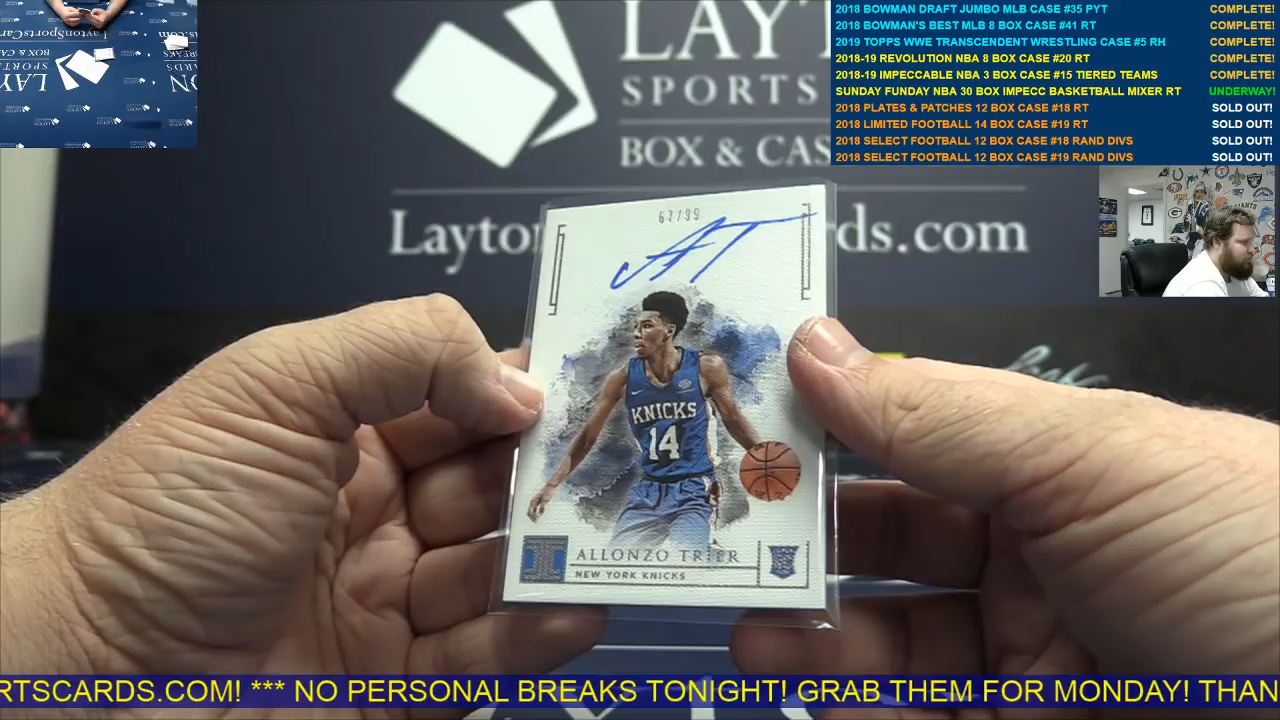 2018 BOWMAN DRAFT JUMBO MLB CASE #35 PYT COMPLETE!
2018 BOWMAN'S BEST MLB 8 BOX CASE #41 RT COMPLETE!
2019 TOPPS WWE TRANSCENDENT WRESTLING CASE #5 RH COMPLETE!
2018-19 REVOLUTION NBA 8 BOX CASE #20 RT COMPLETE!
2018-19 IMPECCABLE NBA 3 BOX CASE #15 TIERED TEAMS COMPLETE!
SUNDAY FUNDAY NBA 30 BOX IMPECC BASKETBALL MIXER RT UNDERWAY!
2018 PLATES & PATCHES 12 BOX CASE #18 RT SOLD OUT!
2018 LIMITED FOOTBALL 14 BOX CASE #19 RT SOLD OUT!
2018 SELECT FOOTBALL 12 BOX CASE #18 RAND DIVS SOLD OUT!
2018 SELECT FOOTBALL 12 BOX CASE #19 RAND DIVS SOLD OUT!
LAYT
SPORTS
BOX & CAS
Layto rds.com
67/99
AT
KNICKS
14
ALLONZO TRIER
NEW YORK KNICKS
RTSCARDS.COM! *** NO PERSONAL BREAKS TONIGHT! GRAB THEM FOR MONDAY! THAN